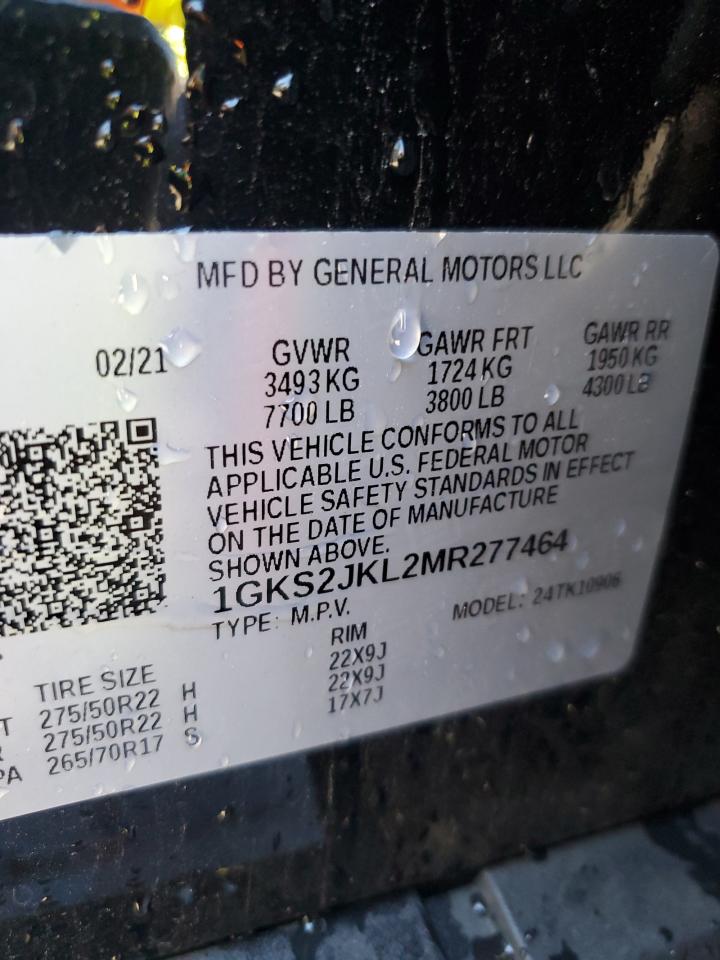 MFD BY GENERAL MOTORS LLC
02/21 GVWR GAWR FRT GAWR RR
3493 KG 1724 KG 1950 KG
7700 LB 3800 LB 4300 LB
THIS VEHICLE CONFORMS TO ALL
APPLICABLE U.S. FEDERAL MOTOR
VEHICLE SAFETY STANDARDS IN EFFECT
ON THE DATE OF MANUFACTURE
SHOWN ABOVE.
1GKS2JKL2MR277464
TYPE: M.P.V. MODEL: 24TK10906
TIRE SIZE RIM
T 275/50R22 H 22X9J
R 275/50R22 H 22X9J
PA 265/70R17 S 17X7J